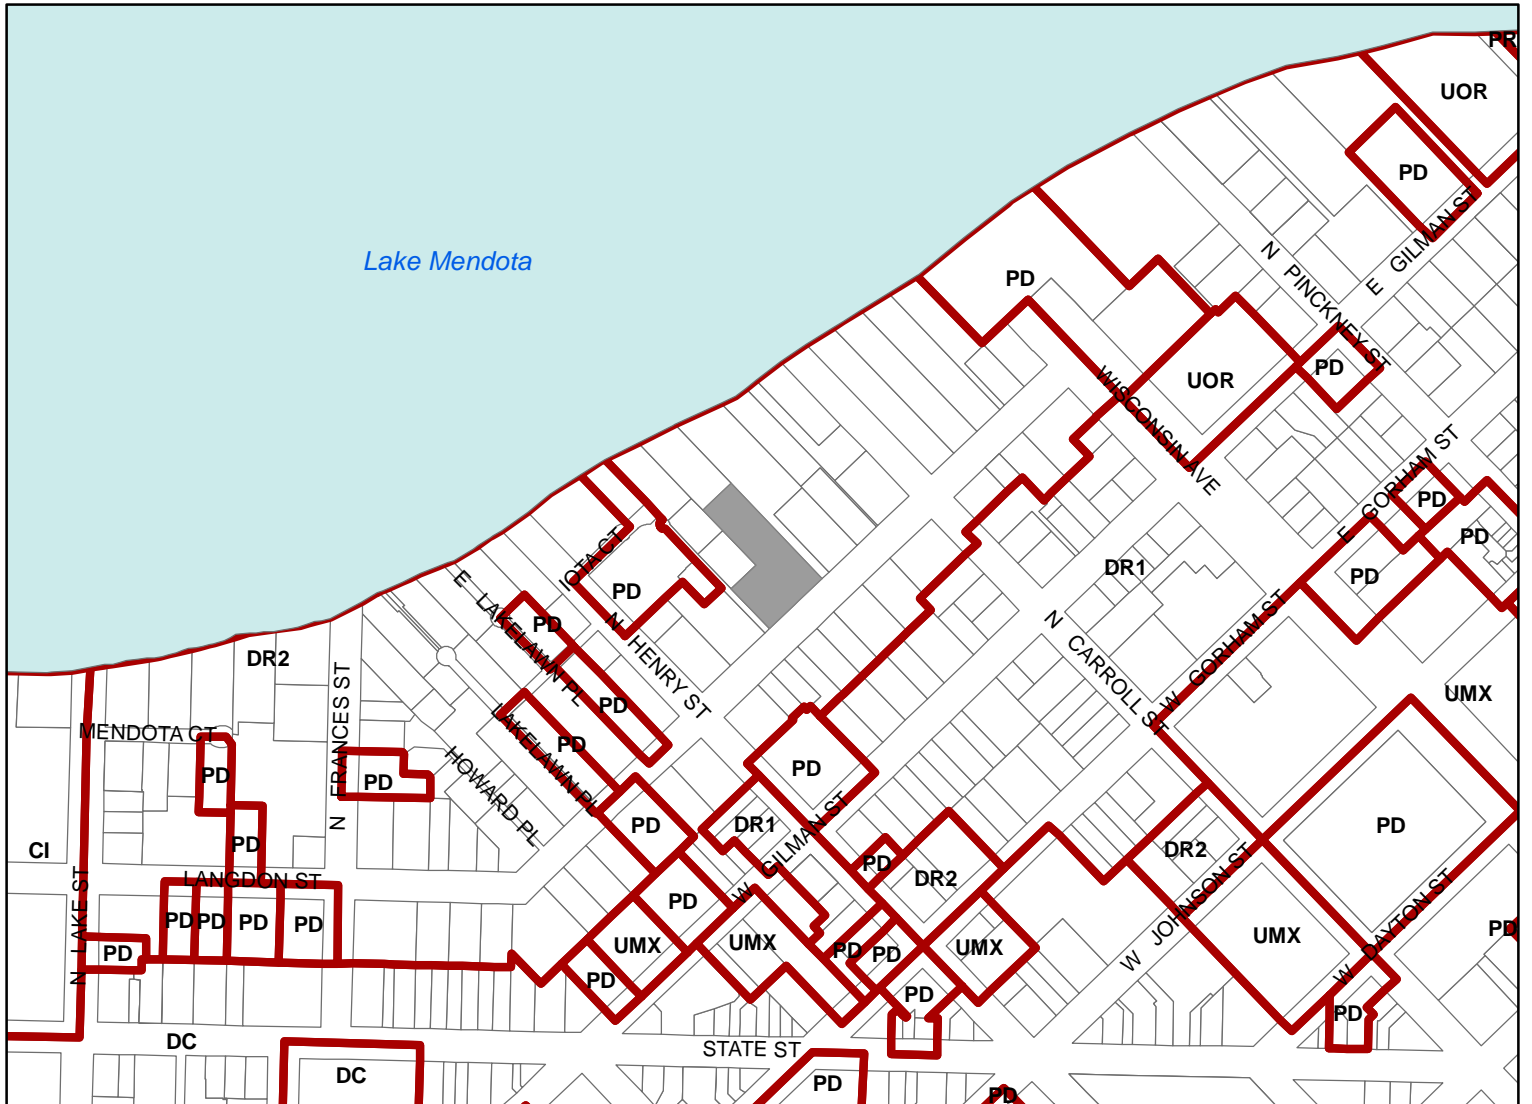 PR
UOR
PD
E GILMAN ST
Lake Mendota
N PINCKNEY ST
PD
PD
UOR
WISCONSIN AVE
E GORHAM ST
PD
PD
PD
IOTA CT
PD
DR1
E LAKELAWN PL
PD
N HENRY ST
N CARROLL ST
W GORHAM ST
DR2
UMX
PD
MENDOTA CT
N FRANCES ST
LAKELAWN PL
PD
HOWARD PL
PD
PD
PD
PD
DR1
W GILMAN ST
PD
PD
CI
DR2
W JOHNSON ST
PD
DR2
LANGDON ST
N LAKE ST
PD
PD
PD
PD
PD
W DAYTON ST
PD
UMX
UMX
PD
PD
UMX
UMX
PD
PD
PD
PD
DC
STATE ST
DC
PD
PD